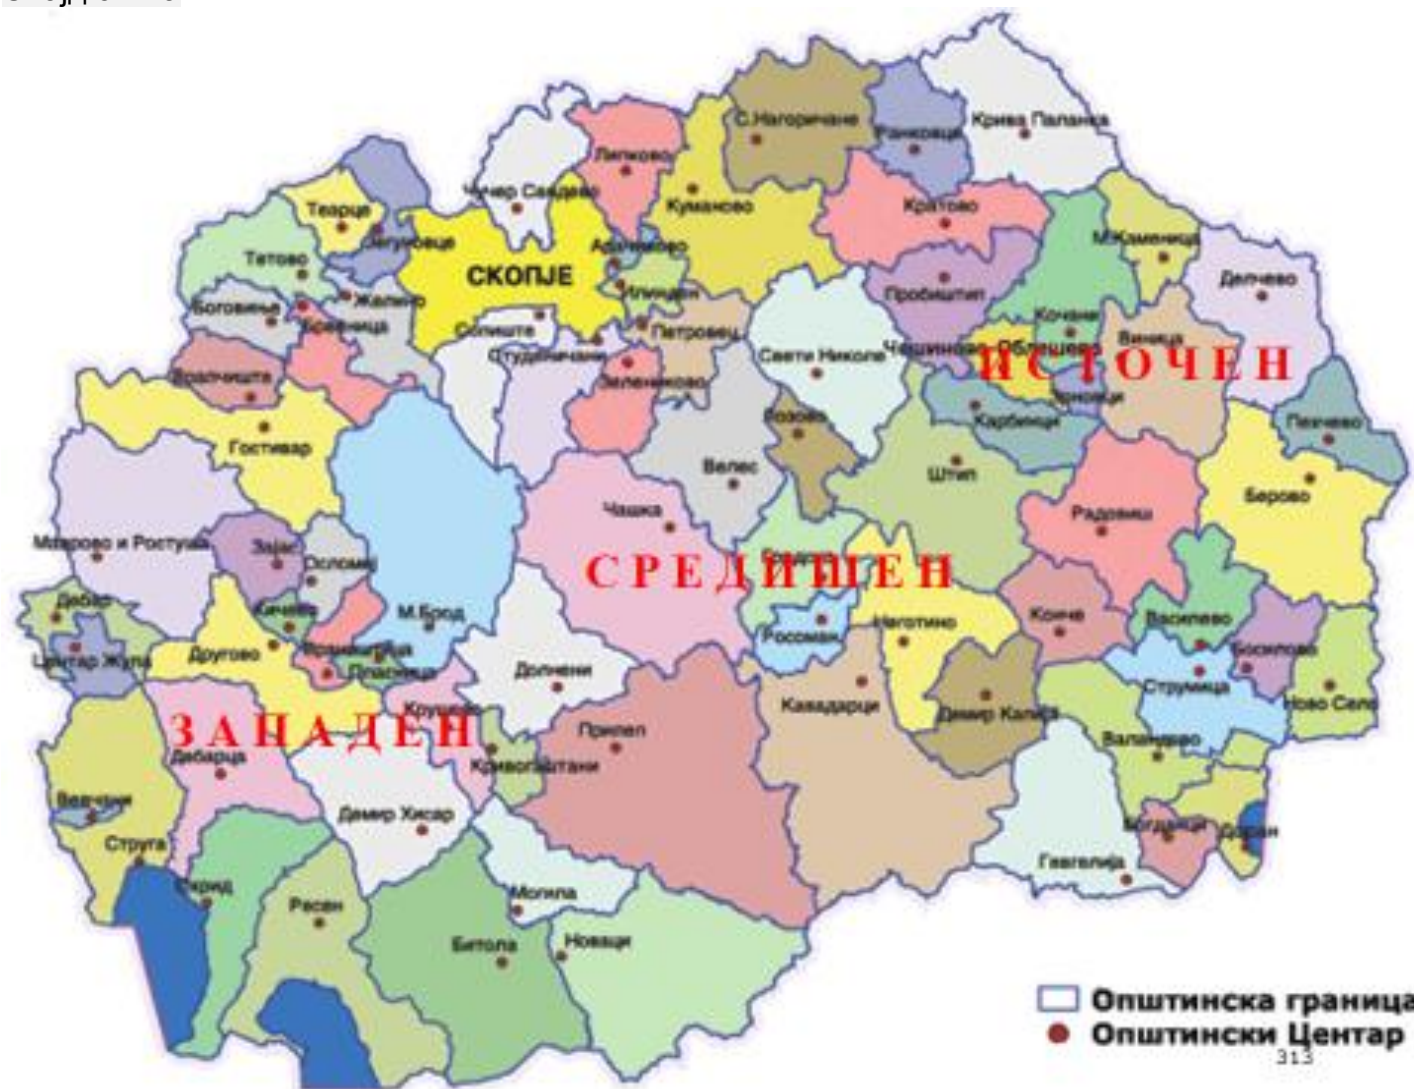 С.Нагоричане
Ранковце
Крива Паланка
Липково
Чучер Сандево
Куманово
Кратово
Теарце
Јегуновце
Тетово
СКОПЈЕ
Арачиново
М.Каменица
Делчево
Илинден
Пробиштип
Боговиње
Желино
Брвеница
Сопиште
Петровец
Кочани
Виница
Студеничани
Свети Николе
Чешиново-Облешево
ИСТОЧЕН
Зелениково
Врапчиште
Лозово
Карбинци
Зрновци
Пехчево
Гостивар
Велес
Штип
Берово
Чашка
Радовиш
Маврово и Ростуша
Зајас
Осломеј
СРЕДИШЕН
Дебар
Кичево
М.Брод
Росоман
Неготино
Конче
Василево
Босилово
Центар Жупа
Другово
Вранештица
Пласница
Долнени
Струмица
Крушево
Кавадарци
Демир Капија
Ново Село
ЗАПАДЕН
Прилеп
Валандово
Дебарца
Кривогаштани
Вевчани
Демир Хисар
Струга
Богданци
Дојран
Гевгелија
Охрид
Ресен
Могила
Битола
Новаци
Општинска граница
Општински Центар
313